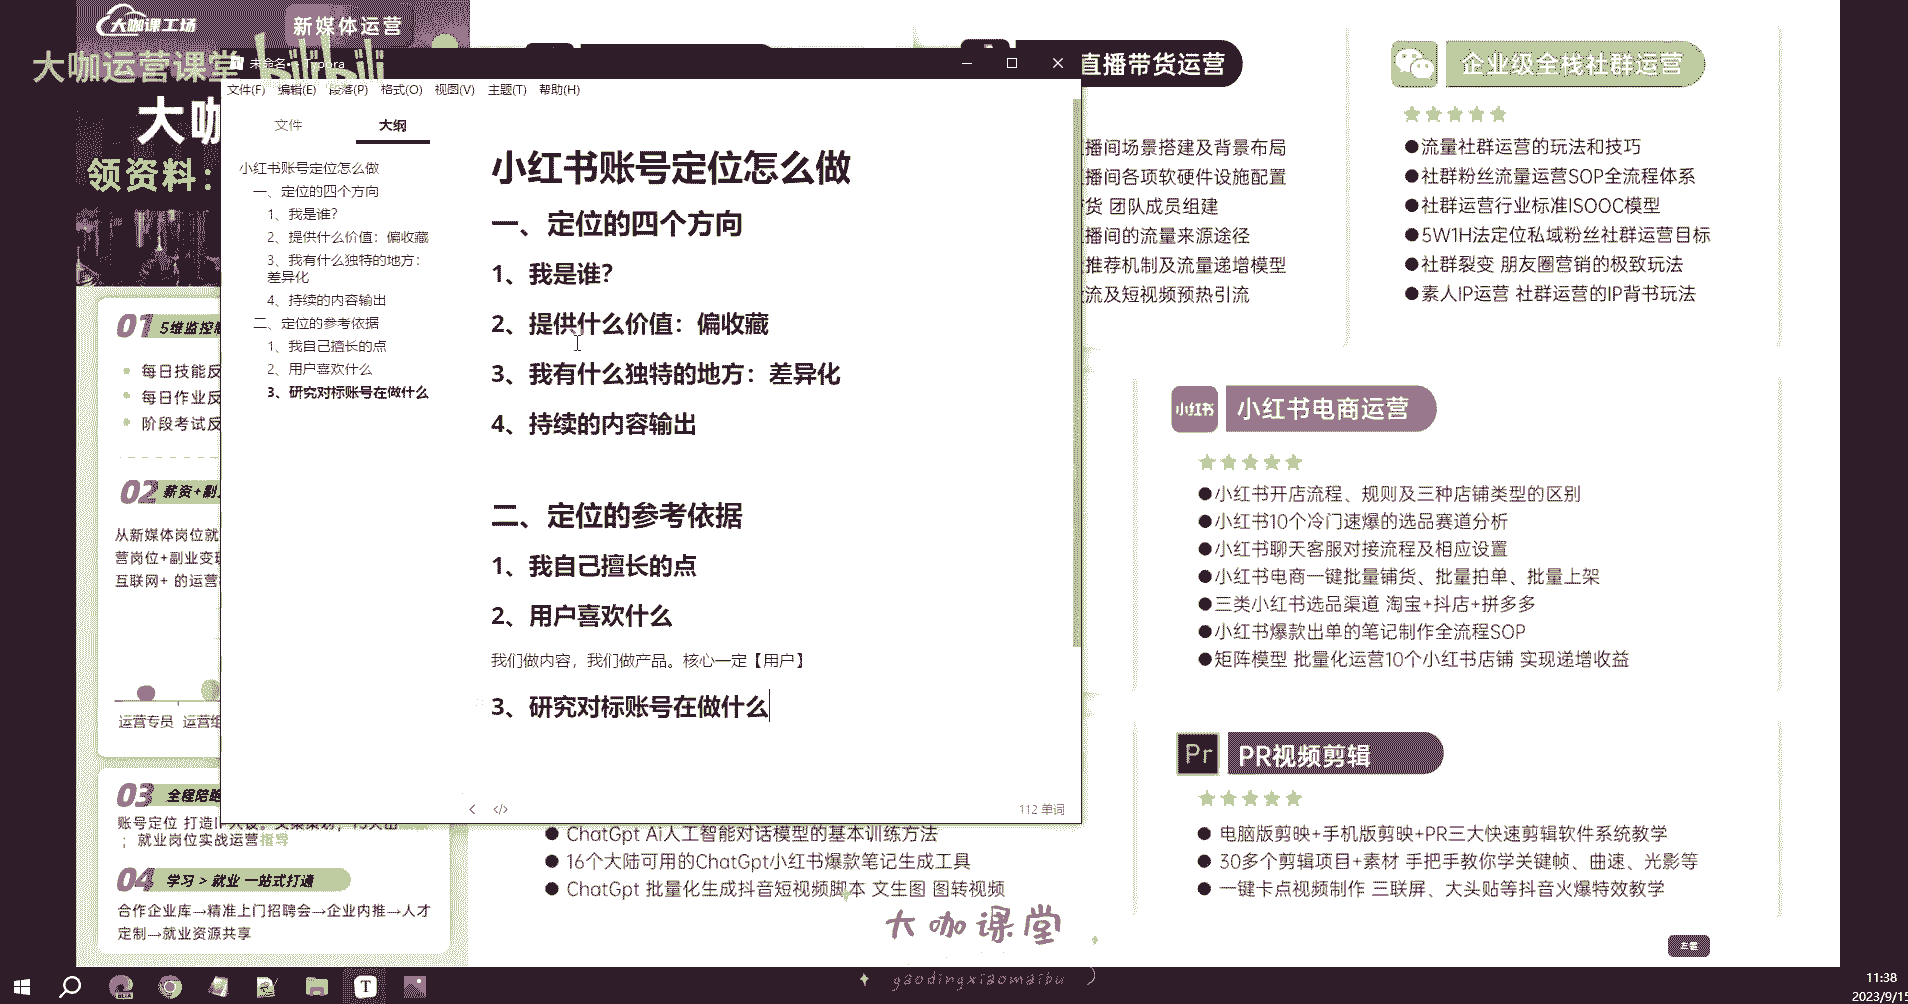 大咖课工场
新媒体运营
大咖运营课堂
bilibili
大咖
领资料：
01 5维监控
每日技能反
每日作业反
阶段考试反
02 薪资+副
从新媒体岗位就
营岗位+副业变现
互联网+ 的运营
运营专员 运营组
03 全程陪跑
账号定位 打造IP人设。文案策划，
；就业岗位实战运营指导
04 学习 > 就业 一站式打通
合作企业库→精准上门招聘会→企业内推→人才
定制→就业资源共享
未命名• - Typora
文件(F) 编辑(E) 段落(P) 格式(O) 视图(V) 主题(T) 帮助(H)
文件 大纲
小红书账号定位怎么做
一、定位的四个方向
1、我是谁?
2、提供什么价值：偏收藏
3、我有什么独特的地方：
差异化
4、持续的内容输出
二、定位的参考依据
1、我自己擅长的点
2、用户喜欢什么
3、研究对标账号在做什么
小红书账号定位怎么做
一、定位的四个方向
1、我是谁?
2、提供什么价值：偏收藏
3、我有什么独特的地方：差异化
4、持续的内容输出
二、定位的参考依据
1、我自己擅长的点
2、用户喜欢什么
我们做内容，我们做产品。核心一定【用户】
3、研究对标账号在做什么
112 单词
直播带货运营
播间场景搭建及背景布局
播间各项软硬件设施配置
货 团队成员组建
播间的流量来源途径
推荐机制及流量递增模型
流及短视频预热引流
企业级全栈社群运营
●流量社群运营的玩法和技巧
●社群粉丝流量运营SOP全流程体系
●社群运营行业标准ISOOC模型
●5W1H法定位私域粉丝社群运营目标
●社群裂变 朋友圈营销的极致玩法
●素人IP运营 社群运营的IP背书玩法
小红书 小红书电商运营
●小红书开店流程、规则及三种店铺类型的区别
●小红书10个冷门速爆的选品赛道分析
●小红书聊天客服对接流程及相应设置
●小红书电商一键批量铺货、批量拍单、批量上架
●三类小红书选品渠道 淘宝+抖店+拼多多
●小红书爆款出单的笔记制作全流程SOP
●矩阵模型 批量化运营10个小红书店铺 实现递增收益
Pr PR视频剪辑
● 电脑版剪映+手机版剪映+PR三大快速剪辑软件系统教学
● 30多个剪辑项目+素材 手把手教你学关键帧、曲速、光影等
● 一键卡点视频制作 三联屏、大头贴等抖音火爆特效教学
● ChatGpt Ai人工智能对话模型的基本训练方法
● 16个大陆可用的ChatGpt小红书爆款笔记生成工具
● ChatGpt 批量化生成抖音短视频脚本 文生图 图转视频
大咖课堂
gaodingxiaomaibu
11:38
2023/9/15